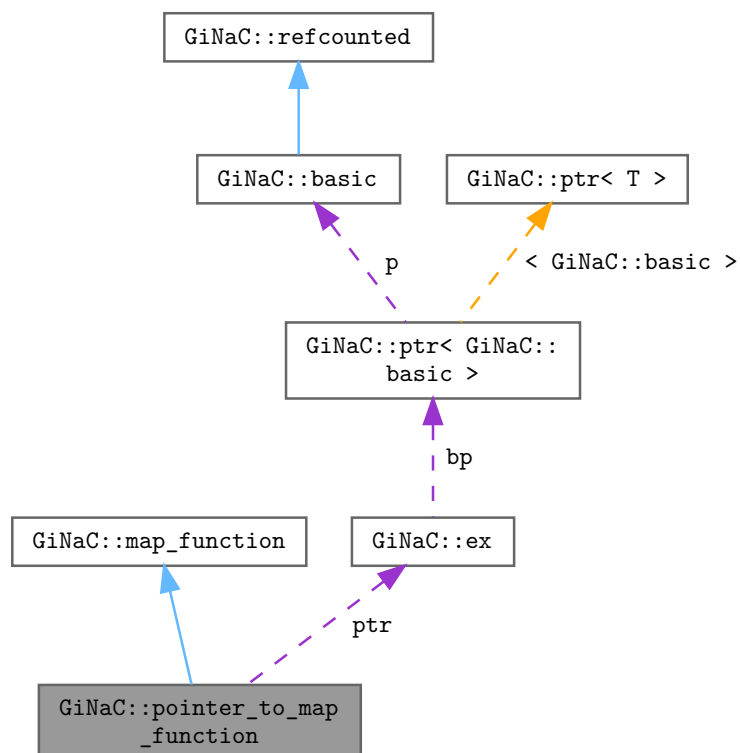 GiNaC::refcounted
GiNaC::basic
GiNaC::ptr< T >
p
< GiNaC::basic >
GiNaC::ptr< GiNaC::
basic >
bp
GiNaC::map_function
GiNaC::ex
ptr
GiNaC::pointer_to_map
_function